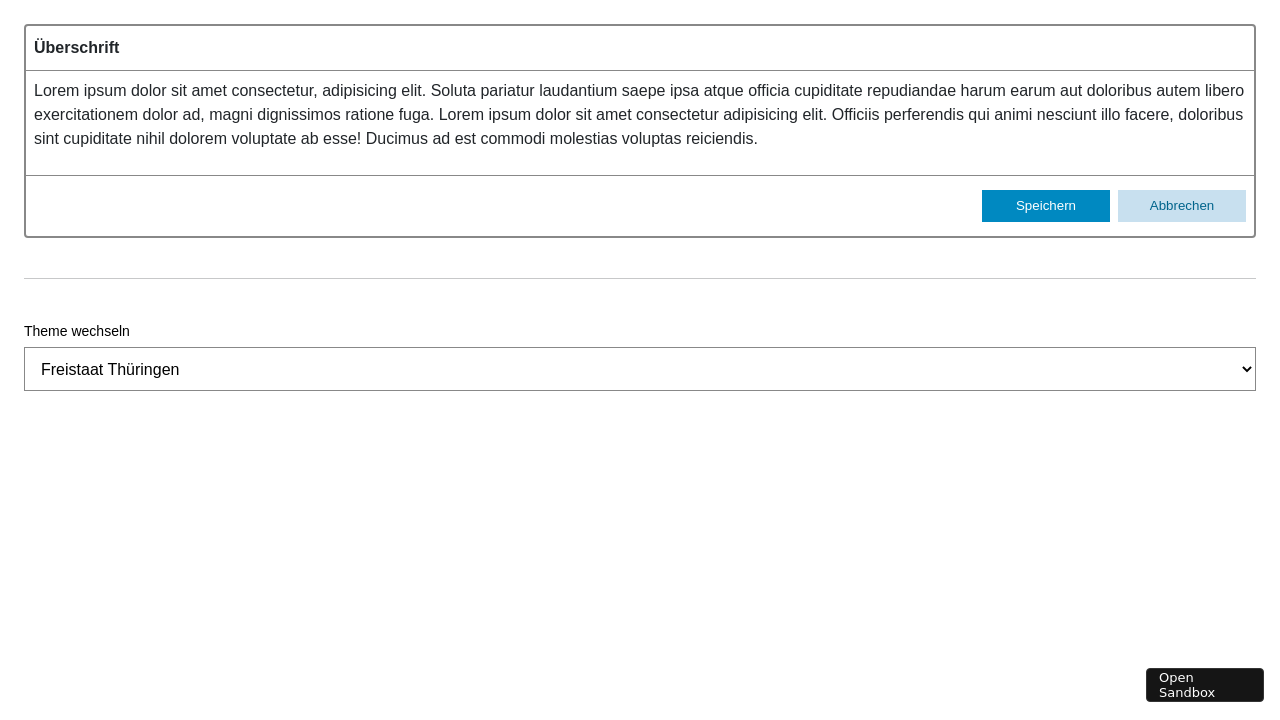 Überschrift
Lorem ipsum dolor sit amet consectetur, adipisicing elit. Soluta pariatur laudantium saepe ipsa atque officia cupiditate repudiandae harum earum aut doloribus autem libero
exercitationem dolor ad, magni dignissimos ratione fuga. Lorem ipsum dolor sit amet consectetur adipisicing elit. Officiis perferendis qui animi nesciunt illo facere, doloribus
sint cupiditate nihil dolorem voluptate ab esse! Ducimus ad est commodi molestias voluptas reiciendis.
Speichern Abbrechen
Theme wechseln
Freistaat Thüringen
Open
Sandbox